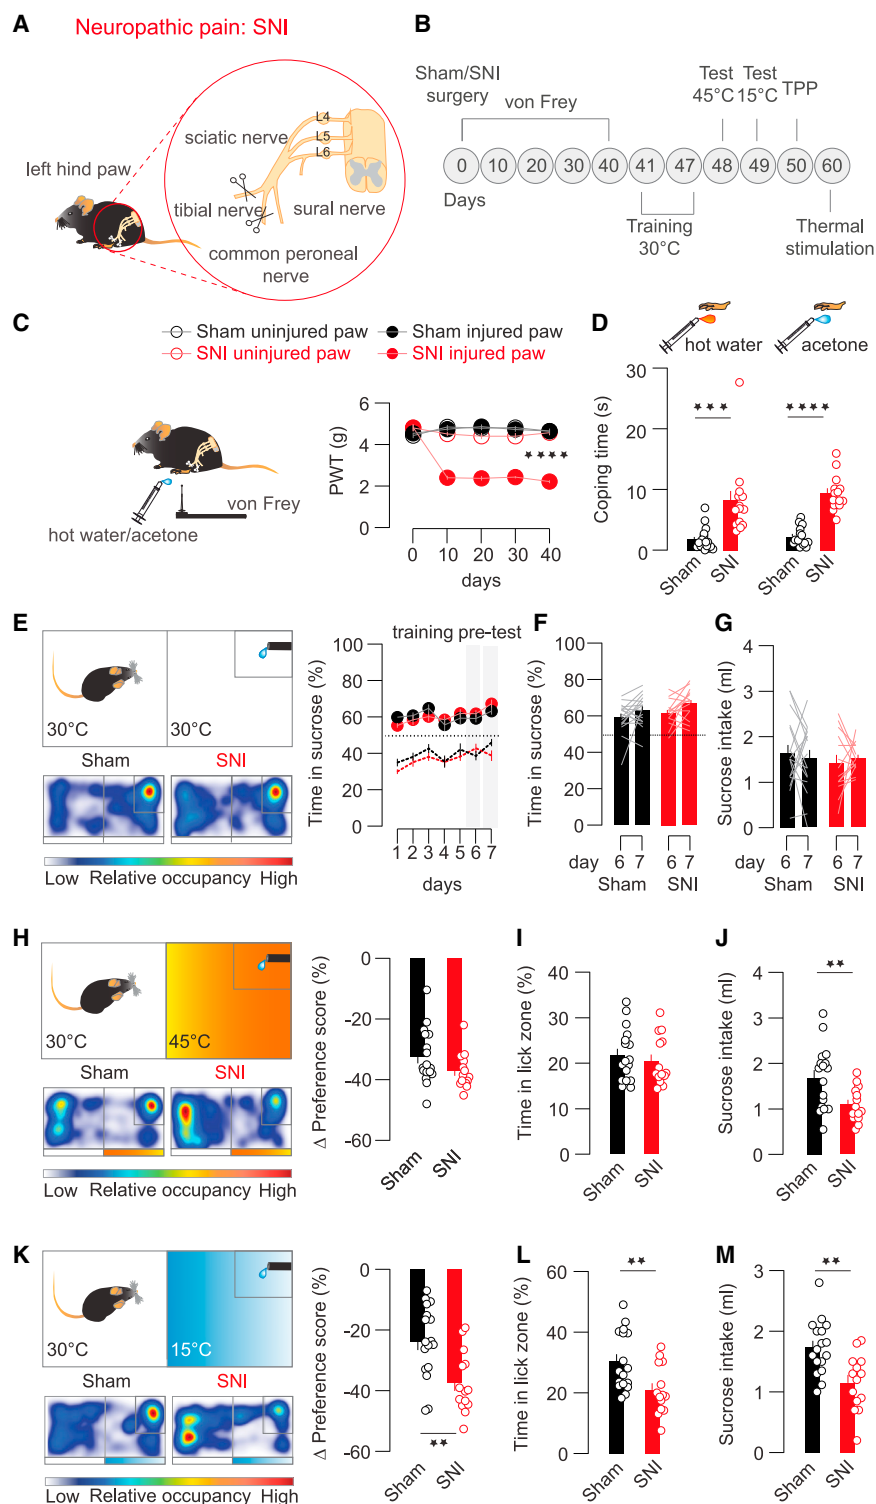 A
Neuropathic pain: SNI
left hind paw
sciatic nerve
L4
L5
L6
tibial nerve
sural nerve
common peroneal
nerve
B
Sham/SNI
surgery
von Frey
Test
45°C
Test
15°C
TPP
0 10 20 30 40 41 47 48 49 50 60
Days
Training
30°C
Thermal
stimulation
C
Sham uninjured paw
Sham injured paw
SNI uninjured paw
SNI injured paw
von Frey
hot water/acetone
PWT (g)
6
4
2
0
★★★★
0 10 20 30 40
days
D
hot water
acetone
Coping time (s)
30
20
10
0
★★★
★★★★
Sham
SNI
Sham
SNI
E
30°C
30°C
Sham
SNI
Low Relative occupancy High
training pre-test
Time in sucrose (%)
100
80
60
40
20
0
1 2 3 4 5 6 7
days
F
Time in sucrose (%)
100
80
60
40
20
0
day 6 7 6 7
Sham SNI
G
Sucrose intake (ml)
4
3
2
1
0
day 6 7 6 7
Sham SNI
H
30°C
45°C
Sham
SNI
Low Relative occupancy High
Δ Preference score (%)
0
-20
-40
-60
Sham
SNI
I
Time in lick zone (%)
40
30
20
10
0
Sham
SNI
J
Sucrose intake (ml)
4
3
2
1
0
★★
Sham
SNI
K
30°C
15°C
Sham
SNI
Low Relative occupancy High
Δ Preference score (%)
0
-20
-40
-60
★★
Sham
SNI
L
Time in lick zone (%)
60
40
20
0
★★
Sham
SNI
M
Sucrose intake (ml)
3
2
1
0
★★
Sham
SNI